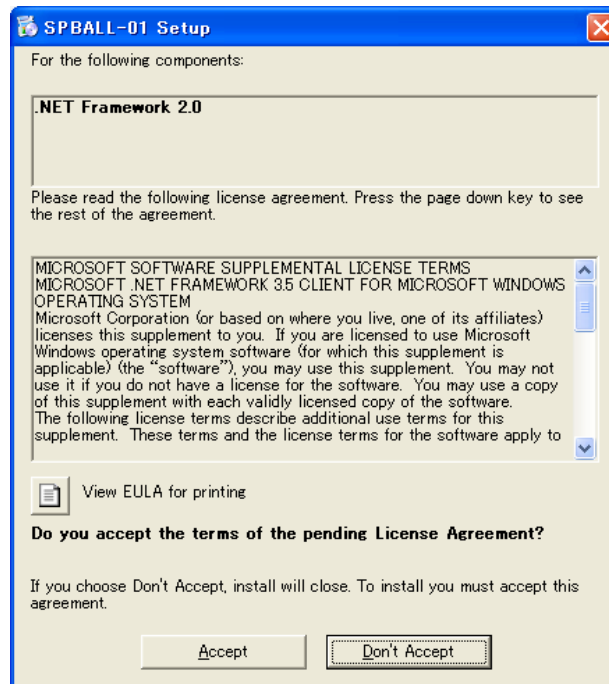 SPBALL-01 Setup
For the following components:
.NET Framework 2.0
Please read the following license agreement. Press the page down key to see
the rest of the agreement.
MICROSOFT SOFTWARE SUPPLEMENTAL LICENSE TERMS
MICROSOFT .NET FRAMEWORK 3.5 CLIENT FOR MICROSOFT WINDOWS
OPERATING SYSTEM
Microsoft Corporation (or based on where you live, one of its affiliates)
licenses this supplement to you.  If you are licensed to use Microsoft
Windows operating system software (for which this supplement is
applicable) (the “software”), you may use this supplement.  You may not
use it if you do not have a license for the software.  You may use a copy
of this supplement with each validly licensed copy of the software.
The following license terms describe additional use terms for this
supplement.  These terms and the license terms for the software apply to
View EULA for printing
Do you accept the terms of the pending License Agreement?
If you choose Don't Accept, install will close. To install you must accept this
agreement.
Accept
Don't Accept